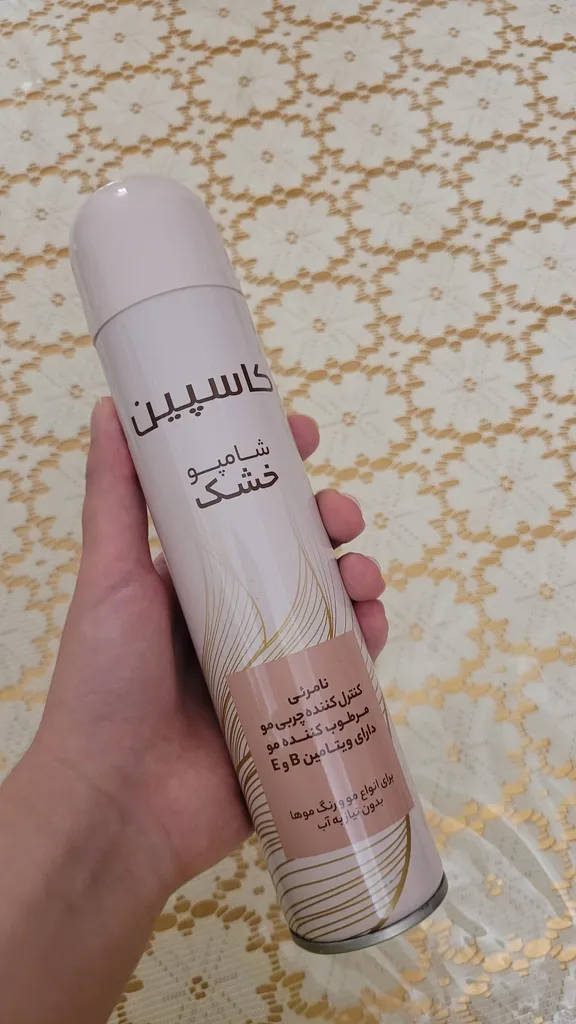 کاسپین
شامپو
خشک
نامرئی
کنترل کننده چربی مو
مرطوب کننده مو
دارای ویتامین B و E
برای انواع مو و رنگ موها
بدون نیاز به آب